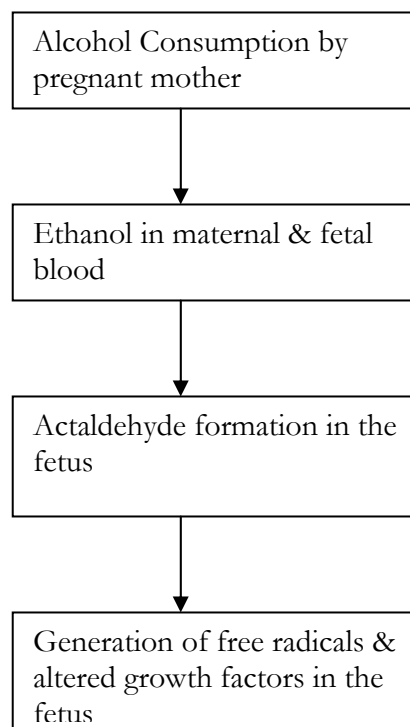 Alcohol Consumption by
pregnant mother
Ethanol in maternal & fetal
blood
Actaldehyde formation in the
fetus
Generation of free radicals &
altered growth factors in the
fetus